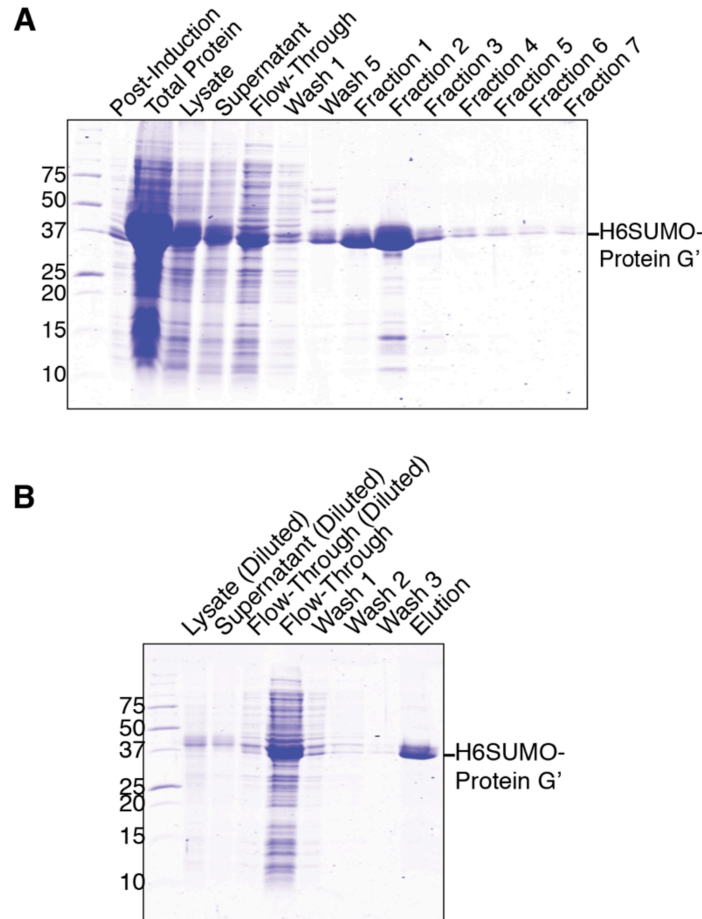 A
Post-Induction
Total Protein
Lysate
Supernatant
Flow-Through
Wash 1
Wash 5
Fraction 1
Fraction 2
Fraction 3
Fraction 4
Fraction 5
Fraction 6
Fraction 7
75
50
37
25
20
15
10
H6SUMO-
Protein G’
B
Lysate (Diluted)
Supernatant (Diluted)
Flow-Through (Diluted)
Flow-Through
Wash 1
Wash 2
Wash 3
Elution
75
50
37
25
20
15
10
H6SUMO-
Protein G’